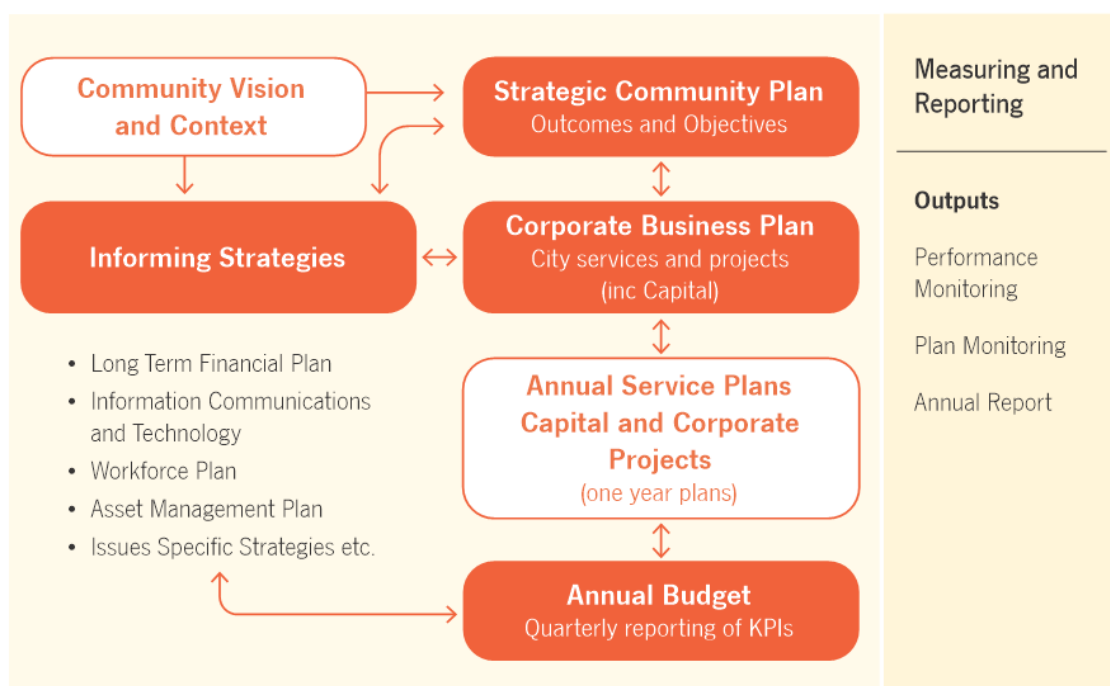 Community Vision
and Context
Strategic Community Plan
Outcomes and Objectives
Informing Strategies
Corporate Business Plan
City services and projects
(inc Capital)
• Long Term Financial Plan
• Information Communications
and Technology
• Workforce Plan
• Asset Management Plan
• Issues Specific Strategies etc.
Annual Service Plans
Capital and Corporate
Projects
(one year plans)
Annual Budget
Quarterly reporting of KPIs
Measuring and
Reporting
Outputs
Performance
Monitoring
Plan Monitoring
Annual Report